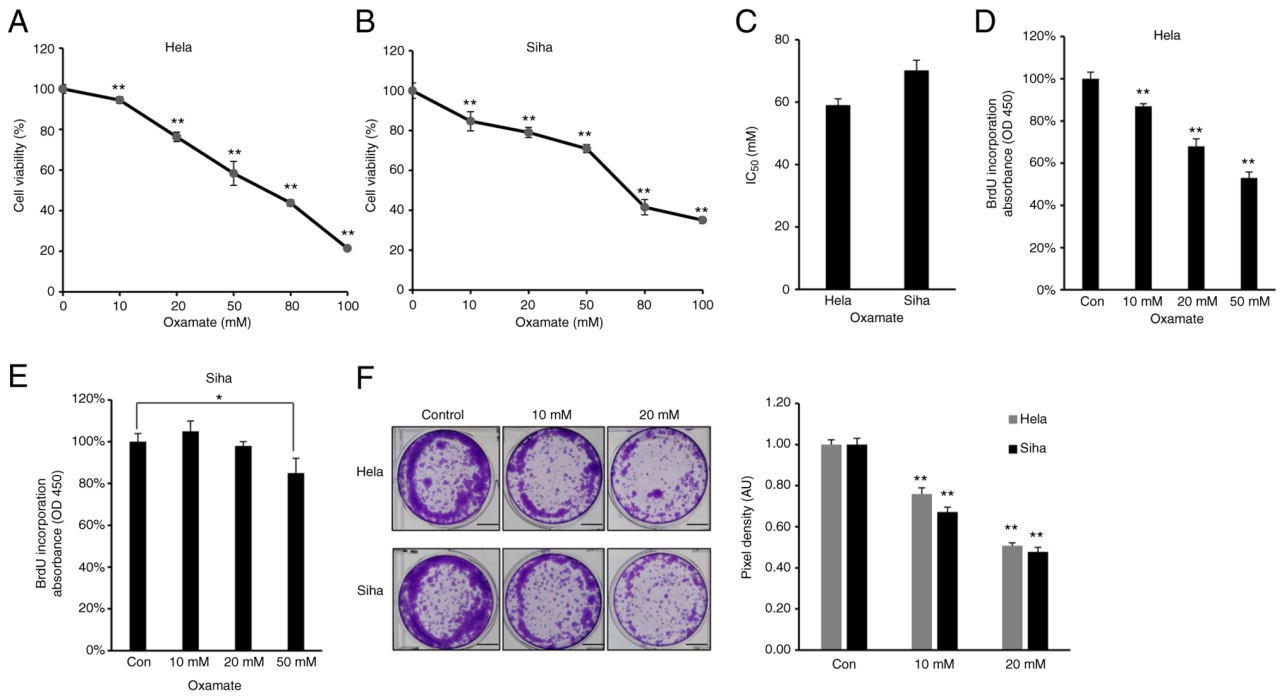 A
Hela
Cell viability (%)
120
100
80
60
40
20
0
** ** ** ** **
0 10 20 50 80 100
Oxamate (mM)
B
Siha
Cell viability (%)
120
100
80
60
40
20
0
** ** ** ** **
0 10 20 50 80 100
Oxamate (mM)
C
IC50 (mM)
80
60
40
20
0
Hela Siha
Oxamate
D
Hela
BrdU incorporation
absorbance (OD 450)
120%
100%
80%
60%
40%
20%
0%
** ** **
Con 10 mM 20 mM 50 mM
Oxamate
E
Siha
BrdU incorporation
absorbance (OD 450)
120%
100%
80%
60%
40%
20%
0%
*
Con 10 mM 20 mM 50 mM
Oxamate
F
Control 10 mM 20 mM
Hela
Siha
Pixel density (AU)
1.20
1.00
0.80
0.60
0.40
0.20
0.00
Hela
Siha
** ** ** **
Con 10 mM 20 mM